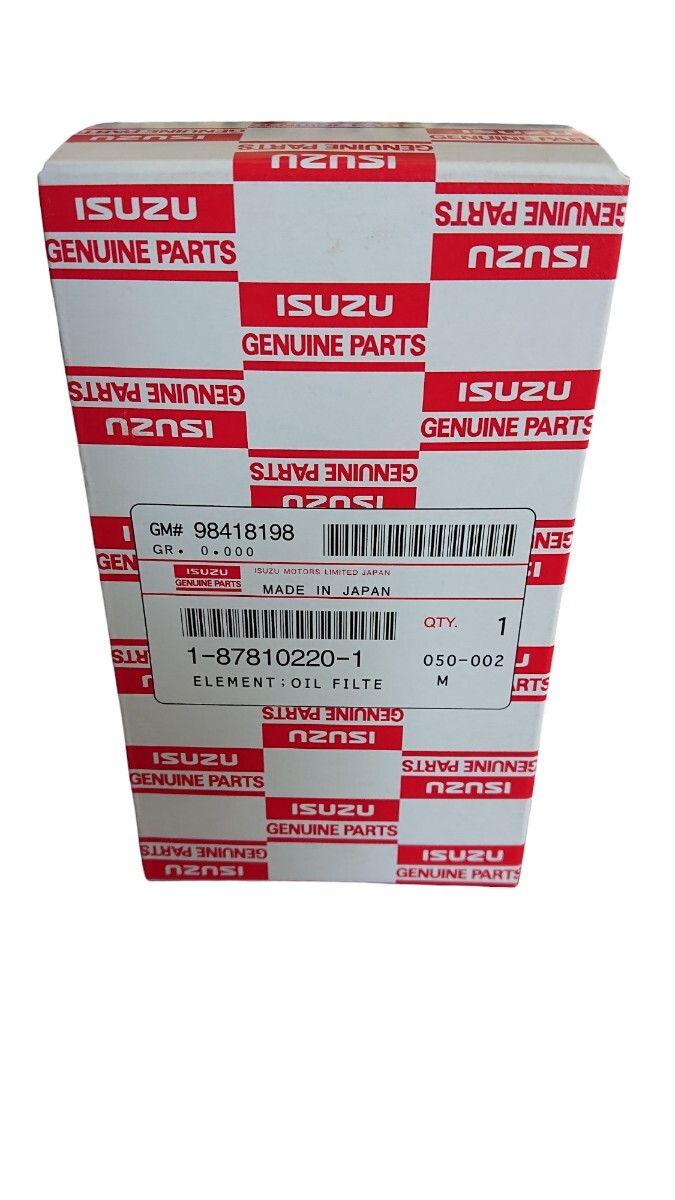 GENUINE PARTS
ISUZU
ISUZU
GENUINE PARTS
GENUINE PARTS
ISUZU
ISUZU
GENUINE PARTS
GENUINE PARTS
ISUZU
ISUZU
GENUINE PARTS
GENUINE PARTS
ISUZU
GM# 98418198
GR. 0.000
ISUZU
GENUINE PARTS
ISUZU MOTORS LIMITED JAPAN
MADE IN JAPAN
QTY. 1
1-87810220-1
050-002
ELEMENT;OIL FILTE
M
GENUINE PARTS
ISUZU
ISUZU
GENUINE PARTS
GENUINE PARTS
ISUZU
ISUZU
GENUINE PARTS
GENUINE PARTS
ISUZU
ISUZU
GENUINE PARTS